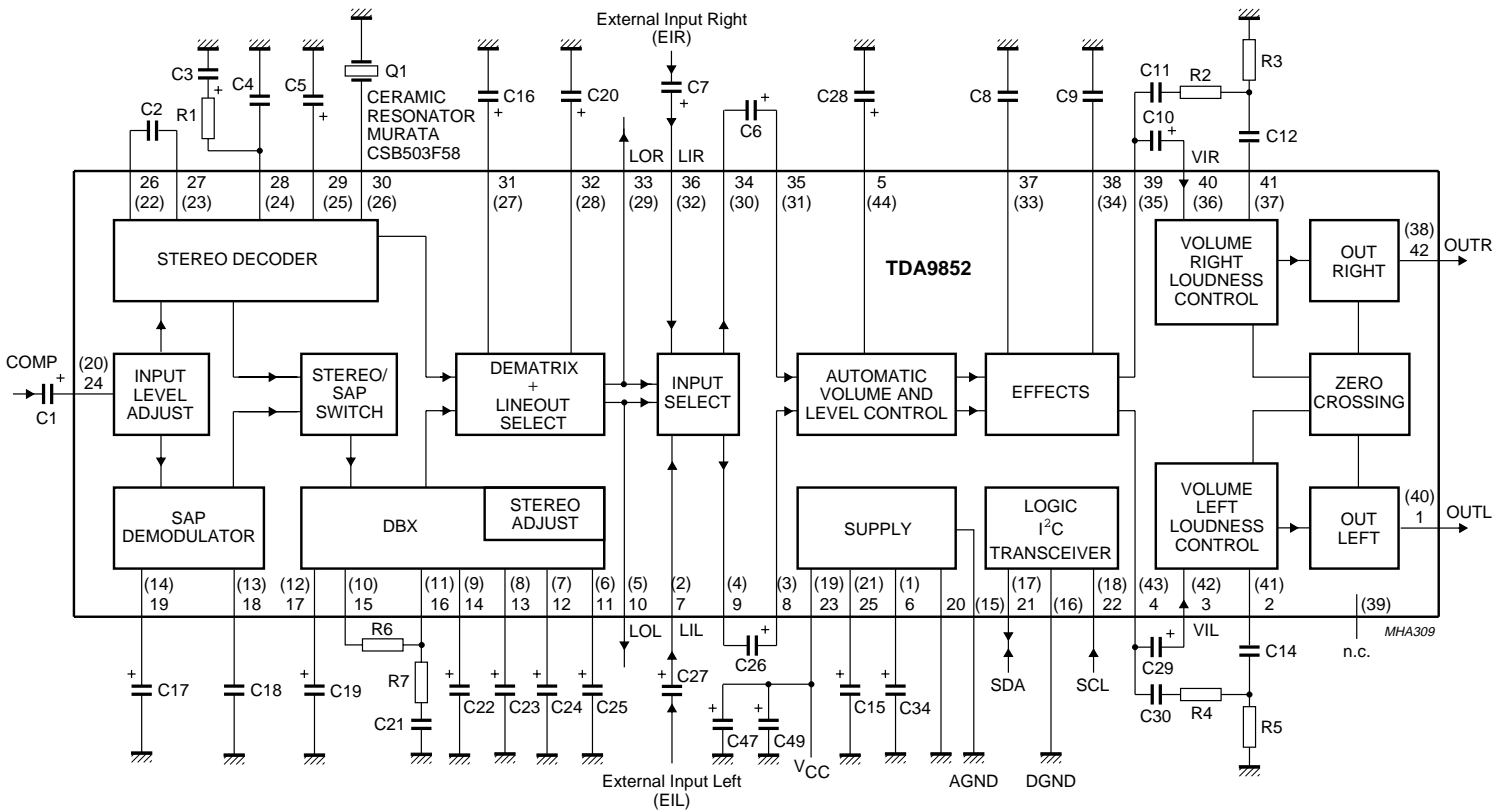 External Input Right
(EIR)
C3
C4
C5
Q1
CERAMIC
RESONATOR
MURATA
CSB503F58
C2
R1
+
+
C16
+
C20
+
C7
+
C6
+
C28
+
C8
C9
C11
R2
R3
C10
+
C12
LOR
LIR
VIR
26
27
28
29
30
31
32
33
36
34
35
5
37
38
39
40
41
(22)
(23)
(24)
(25)
(26)
(27)
(28)
(29)
(32)
(30)
(31)
(44)
(33)
(34)
(35)
(36)
(37)
STEREO DECODER
TDA9852
VOLUME
RIGHT
LOUDNESS
CONTROL
OUT
RIGHT
(38)
42
OUTR
COMP
+
C1
(20)
24
INPUT
LEVEL
ADJUST
STEREO/
SAP
SWITCH
DEMATRIX
+
LINEOUT
SELECT
INPUT
SELECT
AUTOMATIC
VOLUME AND
LEVEL CONTROL
EFFECTS
ZERO
CROSSING
SAP
DEMODULATOR
DBX
STEREO
ADJUST
SUPPLY
LOGIC
I2C
TRANSCEIVER
VOLUME
LEFT
LOUDNESS
CONTROL
OUT
LEFT
(40)
1
OUTL
(14)
(13)
(12)
(10)
(11)
(9)
(8)
(7)
(6)
(5)
(2)
(4)
(3)
(19)
(21)
(1)
(15)
(17)
(16)
(18)
(43)
(42)
(41)
(39)
19
18
17
15
16
14
13
12
11
10
7
9
8
23
25
6
20
21
22
4
3
2
MHA309
n.c.
LOL
LIL
VIL
R6
R7
C21
+
C17
C18
+
C19
+
C22
+
C23
+
C24
+
C25
+
C27
C26
+
+
C47
+
C49
VCC
+
C15
+
C34
AGND
SDA
DGND
SCL
+
C29
C30
R4
C14
R5
External Input Left
(EIL)